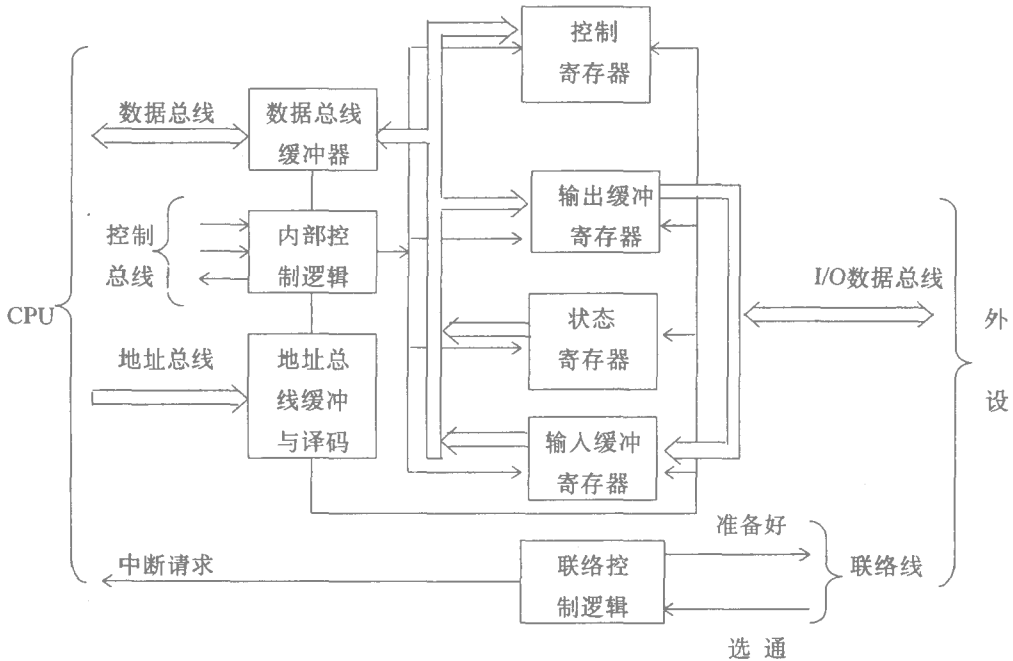 控制
寄存器
数据总线
数据总线
缓冲器
输出缓冲
寄存器
控制
总线
内部控
制逻辑
I/O数据总线
CPU
状态
寄存器
外
设
地址总线
地址总
线缓冲
与译码
输入缓冲
寄存器
准备好
中断请求
联络控
制逻辑
联络线
选通